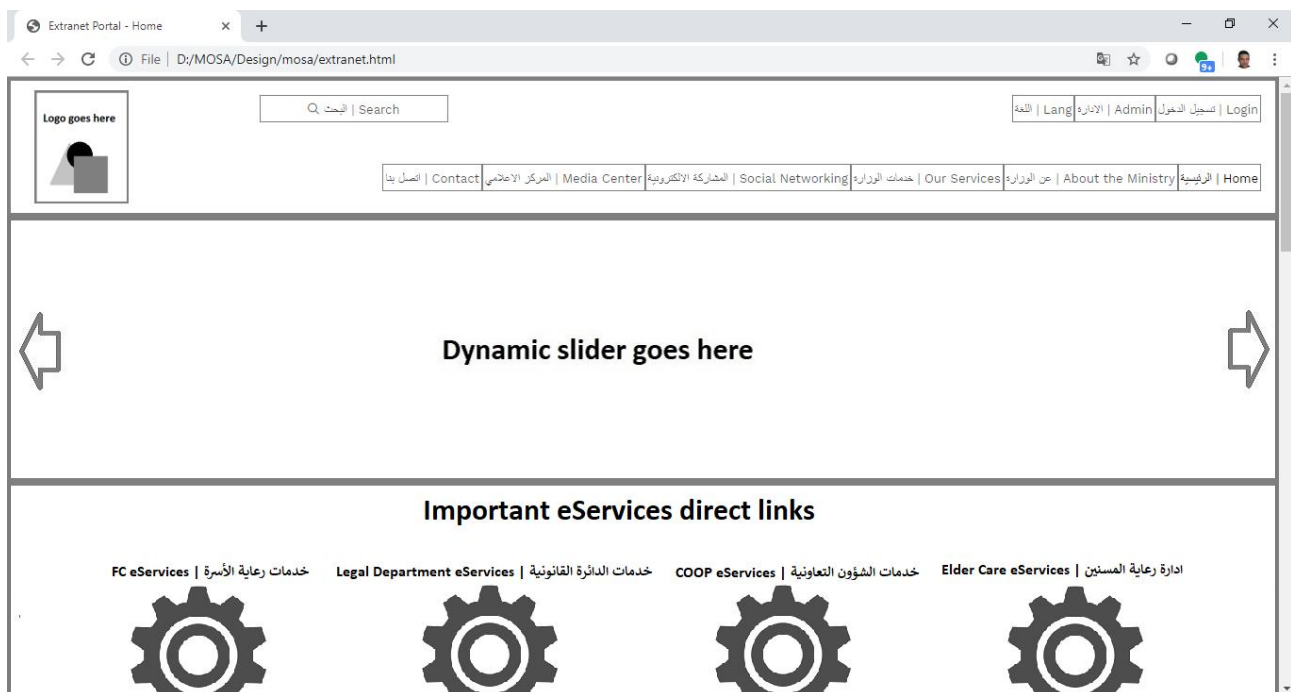 Extranet Portal - Home
File | D:/MOSA/Design/mosa/extranet.html
9+
Logo goes here
البحث | Search
Login | تسجيل الدخول
Admin | الادارة
Lang | اللغة
Home | الرئيسية
About the Ministry | عن الوزارة
Our Services | خدمات الوزارة
Social Networking | المشاركة الالكترونية
Media Center | المركز الاعلامي
Contact | اتصل بنا
Dynamic slider goes here
Important eServices direct links
FC eServices | خدمات رعاية الأسرة
Legal Department eServices | خدمات الدائرة القانونية
COOP eServices | خدمات الشؤون التعاونية
Elder Care eServices | ادارة رعاية المسنين